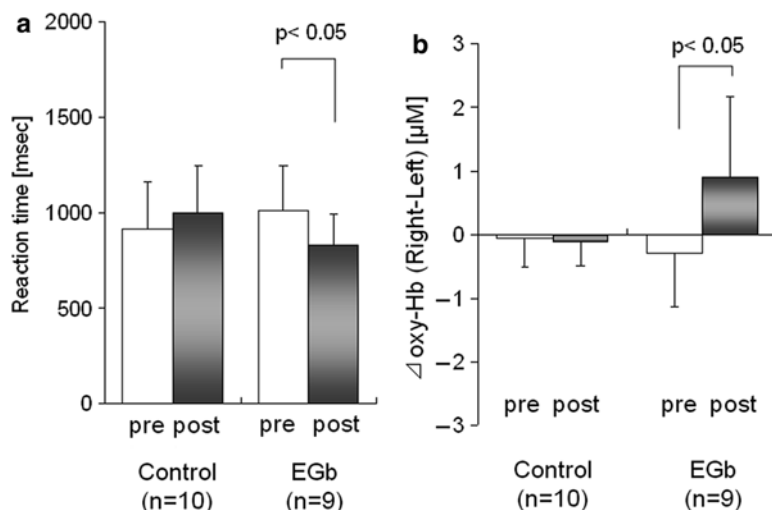 a
p< 0.05
2000
1500
1000
500
0
Reaction time [msec]
pre post
pre post
Control
(n=10)
EGb
(n=9)
b
p< 0.05
3
2
1
0
–1
–2
–3
⊿ oxy-Hb (Right-Left) [µM]
pre post
pre post
Control
(n=10)
EGb
(n=9)